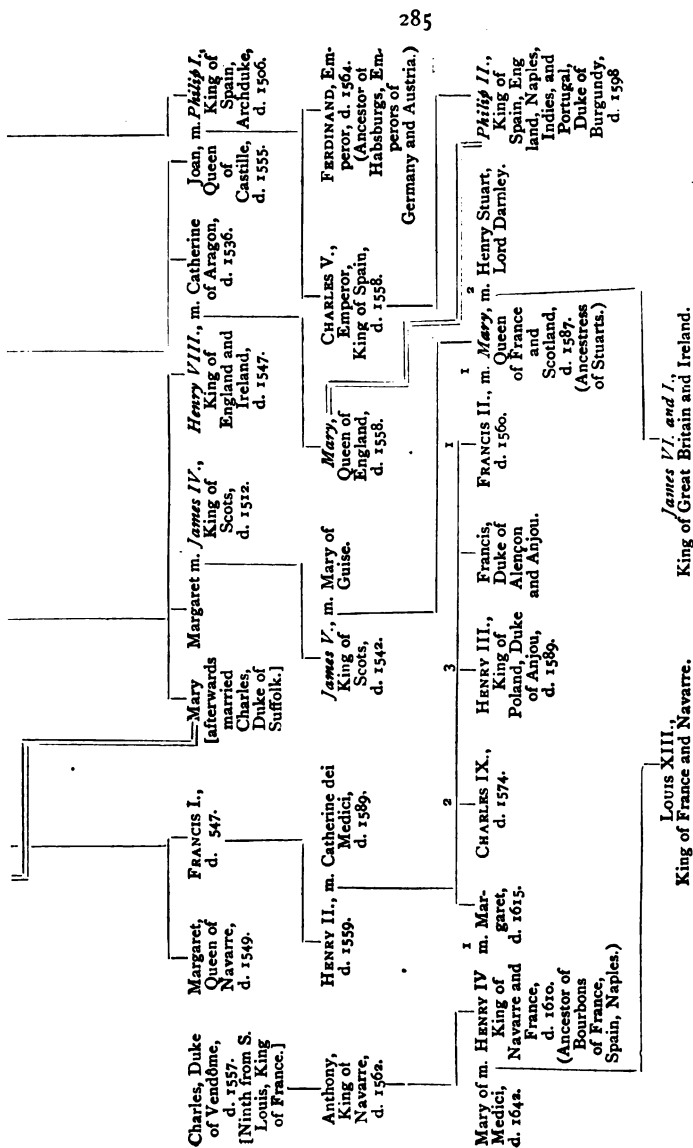 285
Charles, Duke
of Vendôme,
d. 1557.
[Ninth from S.
Louis, King
of France.]
Margaret,
Queen of
Navarre,
d. 1549.
FRANCIS I.,
d. 547.
Mary
[afterwards
married
Charles,
Duke of
Suffolk.]
Margaret m. James IV.,
King of
Scots,
d. 1512.
Henry VIII., m. Catherine
King of
England and
Ireland,
d. 1547.
of Aragon,
d. 1536.
Joan, m. Philip I.,
Queen
of
Castille,
d. 1555.
King of
Spain,
Archduke,
d. 1506.
Anthony,
King of
Navarre,
d. 1562.
HENRY II., m. Catherine dei
d. 1559.
Medici,
d. 1589.
James V., m. Mary of
King of
Scots,
d. 1542.
Guise.
Mary,
Queen of
England,
d. 1558.
CHARLES V.,
Emperor,
King of Spain,
d. 1558.
FERDINAND, Em-
peror, d. 1564.
(Ancestor of
Habsburgs, Em-
perors of
Germany and Austria.)
Mary of m. HENRY IV
Medici,
d. 1642.
King of
Navarre and
France,
d. 1610.
(Ancestor of
Bourbons
of France,
Spain, Naples.)
1
m. Mar-
garet,
d. 1615.
2
CHARLES IX.,
d. 1574.
3
HENRY III.,
King of
Poland, Duke
of Anjou,
d. 1589.
Francis,
Duke of
Alençon
and Anjou.
1
FRANCIS II.,
d. 1560.
1
m. Mary, m. Henry Stuart,
Queen
of France
and
Scotland,
d. 1587.
(Ancestress
of Stuarts.)
2
Lord Darnley.
Philip II.,
King of
Spain, Eng
land, Naples,
Indies, and
Portugal,
Duke of
Burgundy,
d. 1598
LOUIS XIII.,
King of France and Navarre.
James VI. and I.,
King of Great Britain and Ireland.